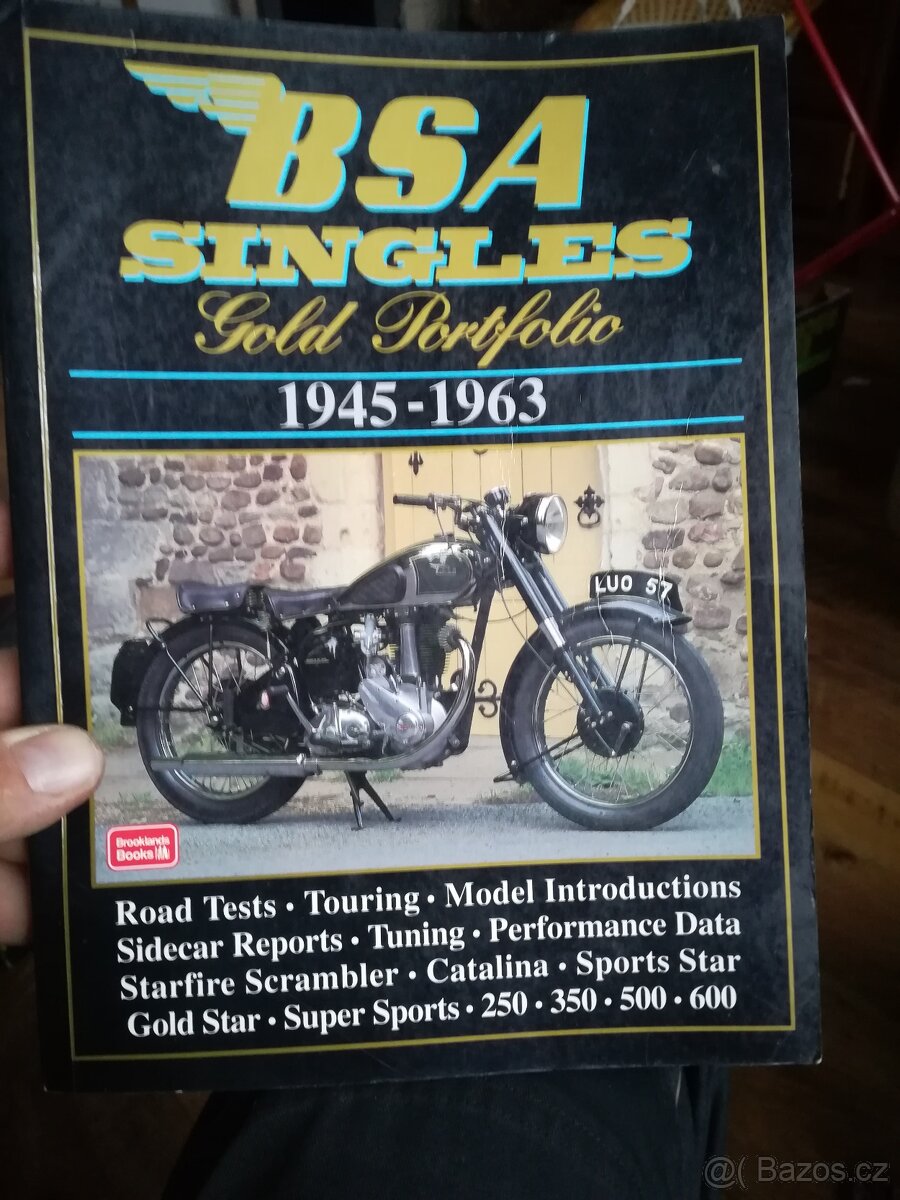 BSA
SINGLES
Gold Portfolio
1945-1963
LUO 57
Brooklands
Books
Road Tests • Touring • Model Introductions
Sidecar Reports • Tuning • Performance Data
Starfire Scrambler • Catalina • Sports Star
Gold Star • Super Sports • 250 • 350 • 500 • 600
@( Bazos.cz